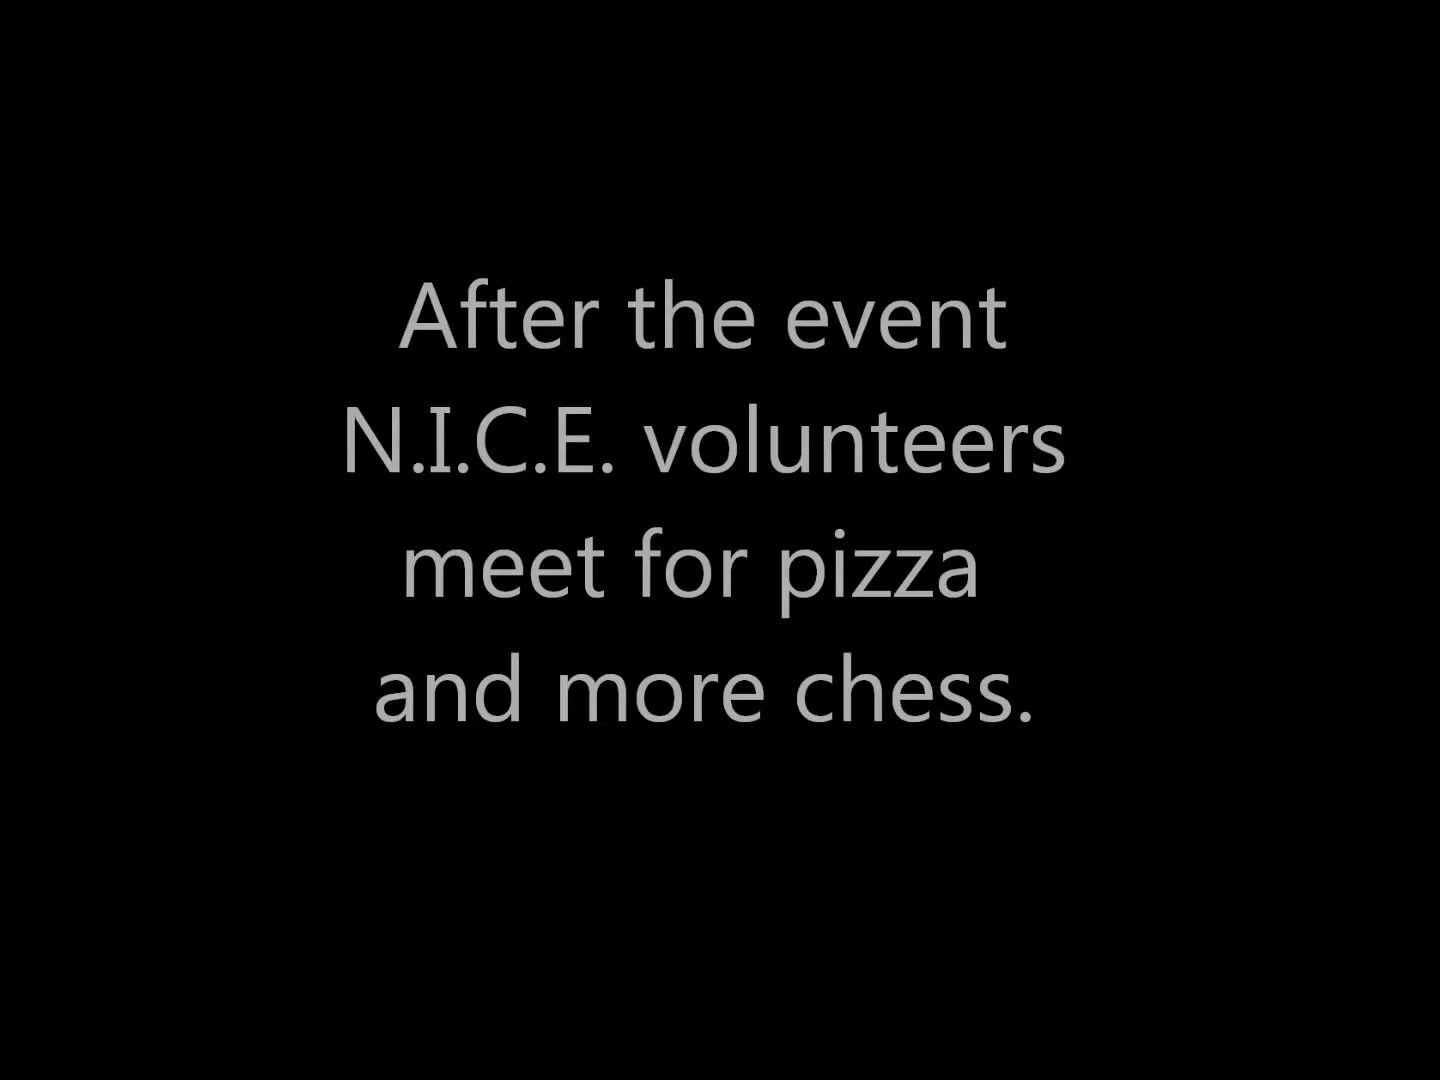 After the event
N.I.C.E. volunteers
meet for pizza
and more chess.